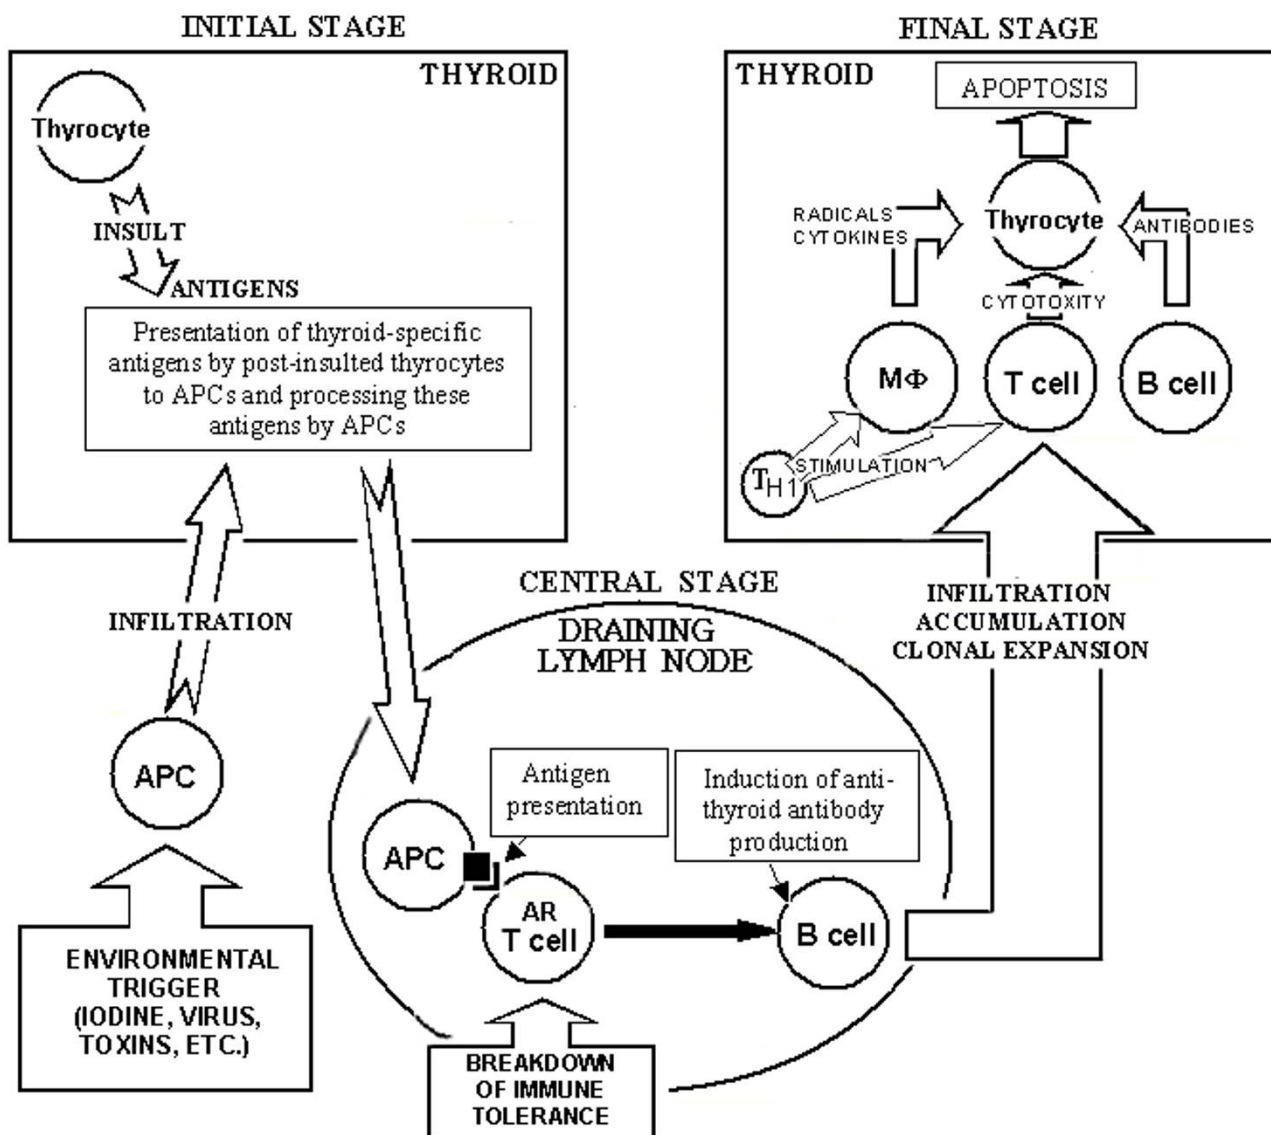 INITIAL STAGE
THYROID
Thyrocyte
INSULT
ANTIGENS
Presentation of thyroid-specific
antigens by post-insulted thyrocytes
to APCs and processing these
antigens by APCs
INFILTRATION
APC
ENVIRONMENTAL
TRIGGER
(IODINE, VIRUS,
TOXINS, ETC.)
CENTRAL STAGE
DRAINING
LYMPH NODE
Antigen
presentation
Induction of anti-
thyroid antibody
production
APC
AR
T cell
B cell
BREAKDOWN
OF IMMUNE
TOLERANCE
FINAL STAGE
THYROID
APOPTOSIS
Thyrocyte
RADICALS
CYTOKINES
ANTIBODIES
CYTOTOXITY
MΦ
T cell
B cell
TH1
STIMULATION
INFILTRATION
ACCUMULATION
CLONAL EXPANSION